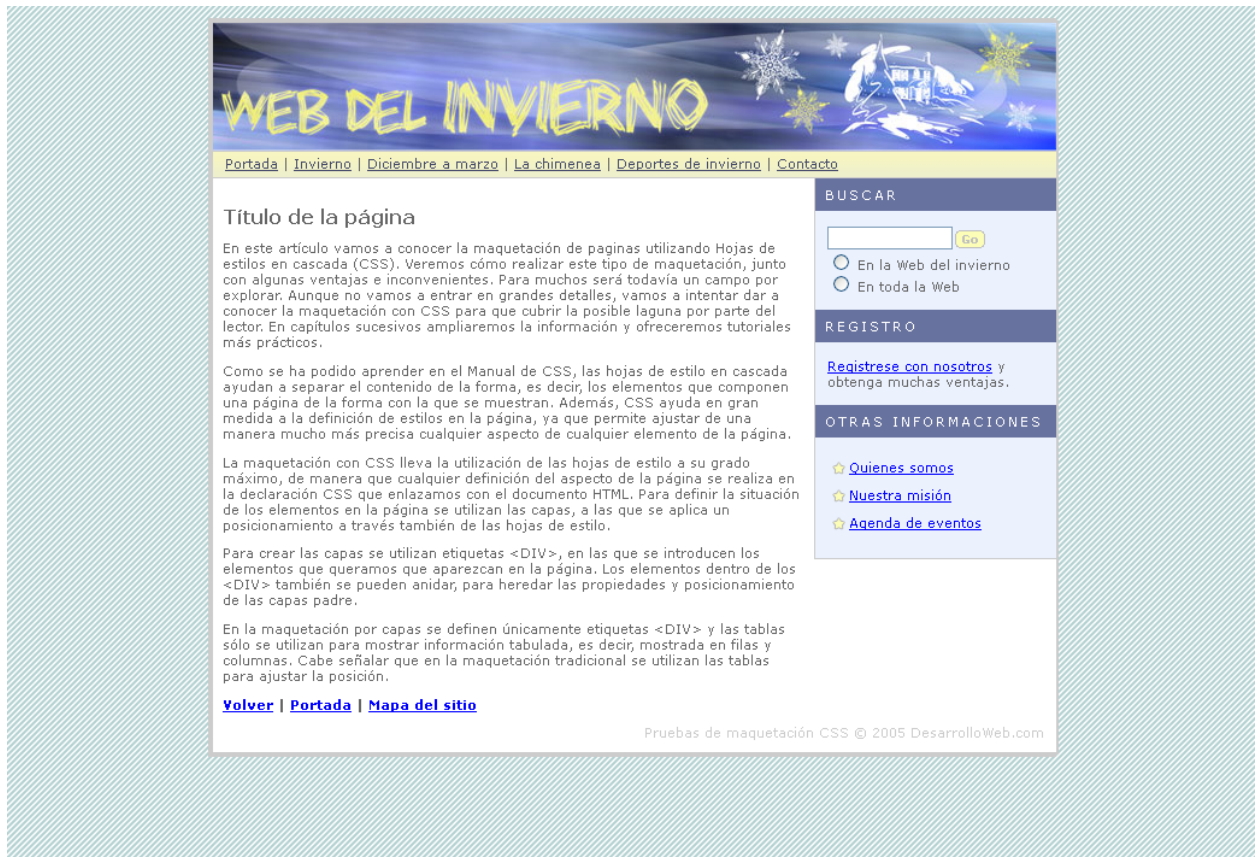 WEB DEL INVIERNO
Portada | Invierno | Diciembre a marzo | La chimenea | Deportes de invierno | Contacto
Título de la página
En este artículo vamos a conocer la maquetación de paginas utilizando Hojas de
estilos en cascada (CSS). Veremos cómo realizar este tipo de maquetación, junto
con algunas ventajas e inconvenientes. Para muchos será todavía un campo por
explorar. Aunque no vamos a entrar en grandes detalles, vamos a intentar dar a
conocer la maquetación con CSS para que cubrir la posible laguna por parte del
lector. En capítulos sucesivos ampliaremos la información y ofreceremos tutoriales
más prácticos.
Como se ha podido aprender en el Manual de CSS, las hojas de estilo en cascada
ayudan a separar el contenido de la forma, es decir, los elementos que componen
una página de la forma con la que se muestran. Además, CSS ayuda en gran
medida a la definición de estilos en la página, ya que permite ajustar de una
manera mucho más precisa cualquier aspecto de cualquier elemento de la página.
La maquetación con CSS lleva la utilización de las hojas de estilo a su grado
máximo, de manera que cualquier definición del aspecto de la página se realiza en
la declaración CSS que enlazamos con el documento HTML. Para definir la situación
de los elementos en la página se utilizan las capas, a las que se aplica un
posicionamiento a través también de las hojas de estilo.
Para crear las capas se utilizan etiquetas <DIV>, en las que se introducen los
elementos que queramos que aparezcan en la página. Los elementos dentro de los
<DIV> también se pueden anidar, para heredar las propiedades y posicionamiento
de las capas padre.
En la maquetación por capas se definen únicamente etiquetas <DIV> y las tablas
sólo se utilizan para mostrar información tabulada, es decir, mostrada en filas y
columnas. Cabe señalar que en la maquetación tradicional se utilizan las tablas
para ajustar la posición.
Volver | Portada | Mapa del sitio
BUSCAR
Go
En la Web del invierno
En toda la Web
REGISTRO
Registrese con nosotros y
obtenga muchas ventajas.
OTRAS INFORMACIONES
Quienes somos
Nuestra misión
Agenda de eventos
Pruebas de maquetación CSS © 2005 DesarrolloWeb.com